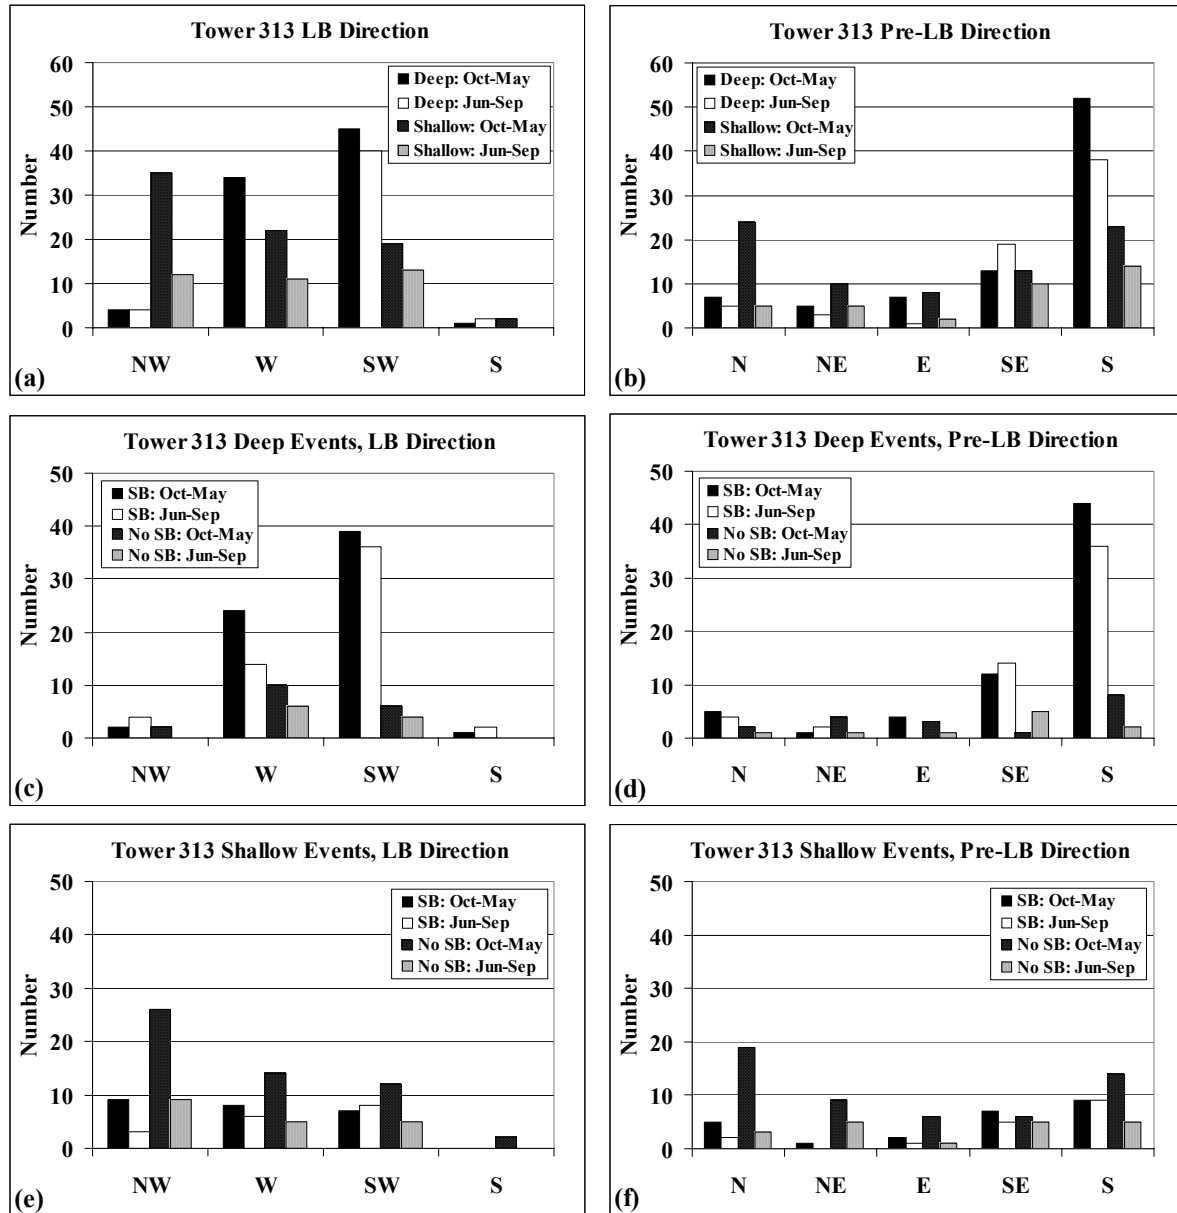 Tower 313 LB Direction
60
50
40
30
20
10
0
Number
Deep: Oct-May
Deep: Jun-Sep
Shallow: Oct-May
Shallow: Jun-Sep
NW W SW S
(a)
Tower 313 Pre-LB Direction
60
50
40
30
20
10
0
Number
Deep: Oct-May
Deep: Jun-Sep
Shallow: Oct-May
Shallow: Jun-Sep
N NE E SE S
(b)
Tower 313 Deep Events, LB Direction
50
40
30
20
10
0
Number
SB: Oct-May
SB: Jun-Sep
No SB: Oct-May
No SB: Jun-Sep
NW W SW S
(c)
Tower 313 Deep Events, Pre-LB Direction
50
40
30
20
10
0
Number
SB: Oct-May
SB: Jun-Sep
No SB: Oct-May
No SB: Jun-Sep
N NE E SE S
(d)
Tower 313 Shallow Events, LB Direction
50
40
30
20
10
0
Number
SB: Oct-May
SB: Jun-Sep
No SB: Oct-May
No SB: Jun-Sep
NW W SW S
(e)
Tower 313 Shallow Events, Pre-LB Direction
50
40
30
20
10
0
Number
SB: Oct-May
SB: Jun-Sep
No SB: Oct-May
No SB: Jun-Sep
N NE E SE S
(f)